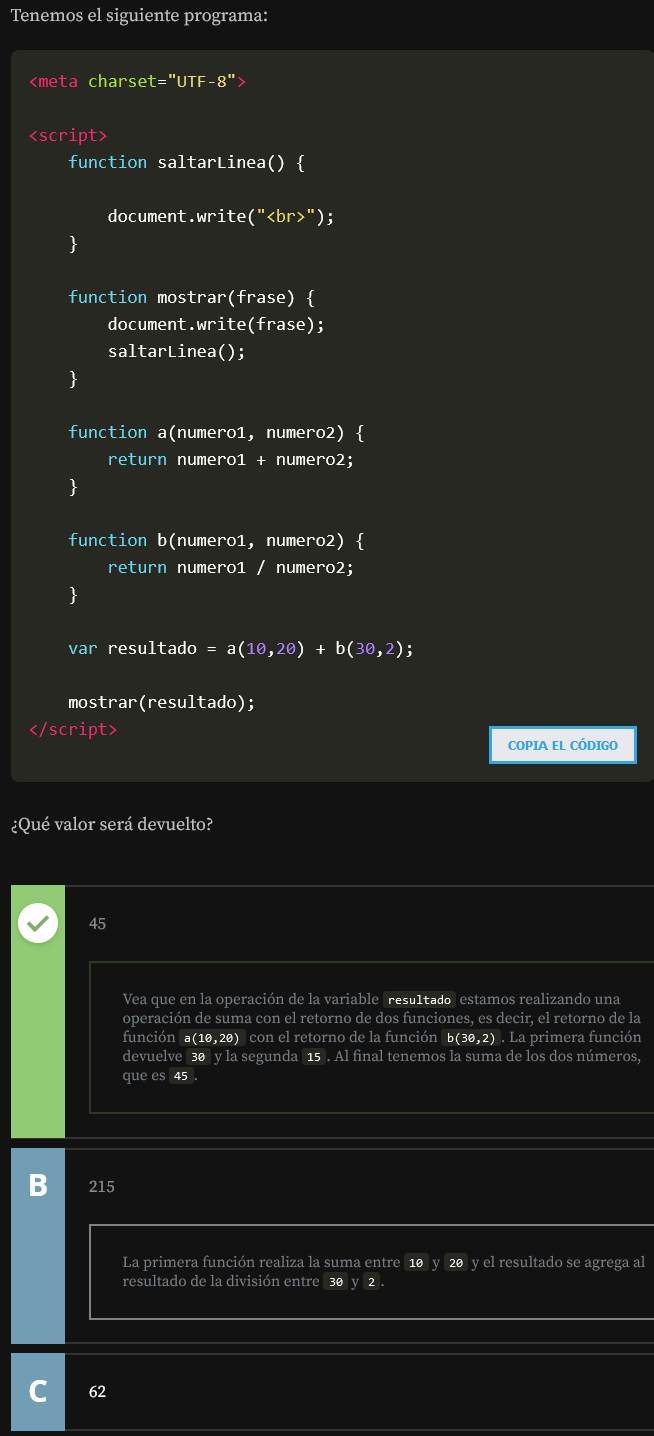 Tenemos el siguiente programa:
<meta charset="UTF-8">
<script>
function saltarLinea() {
document.write("<br>");
}
function mostrar(frase) {
document.write(frase);
saltarLinea();
}
function a(numero1, numero2) {
return numero1 + numero2;
}
function b(numero1, numero2) {
return numero1 / numero2;
}
var resultado = a(10,20) + b(30,2);
mostrar(resultado);
</script>
COPIA EL CÓDIGO
¿Qué valor será devuelto?
45
Vea que en la operación de la variable resultado estamos realizando una
operación de suma con el retorno de dos funciones, es decir, el retorno de la
función a(10,20) con el retorno de la función b(30,2). La primera función
devuelve 30 y la segunda 15. Al final tenemos la suma de los dos números,
que es 45.
B
215
La primera función realiza la suma entre 10 y 20 y el resultado se agrega al
resultado de la división entre 30 y 2.
C
62